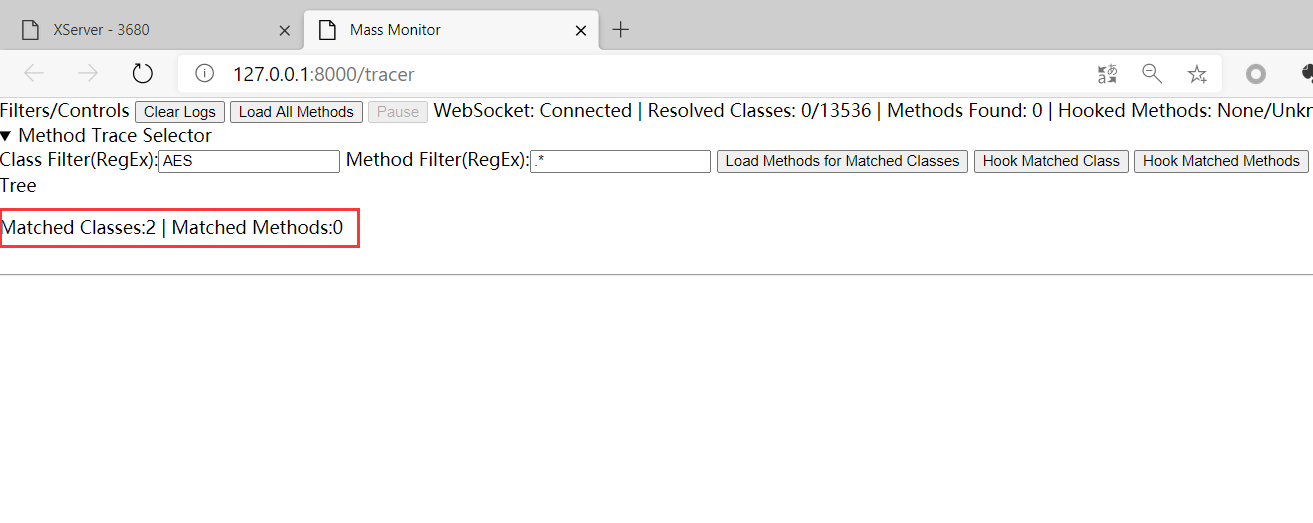 XServer - 3680
Mass Monitor
127.0.0.1:8000/tracer
Filters/Controls Clear Logs Load All Methods Pause WebSocket: Connected | Resolved Classes: 0/13536 | Methods Found: 0 | Hooked Methods: None/Unkn
▼ Method Trace Selector
Class Filter(RegEx): AES Method Filter(RegEx): .* Load Methods for Matched Classes Hook Matched Class Hook Matched Methods
Tree
Matched Classes:2 | Matched Methods:0